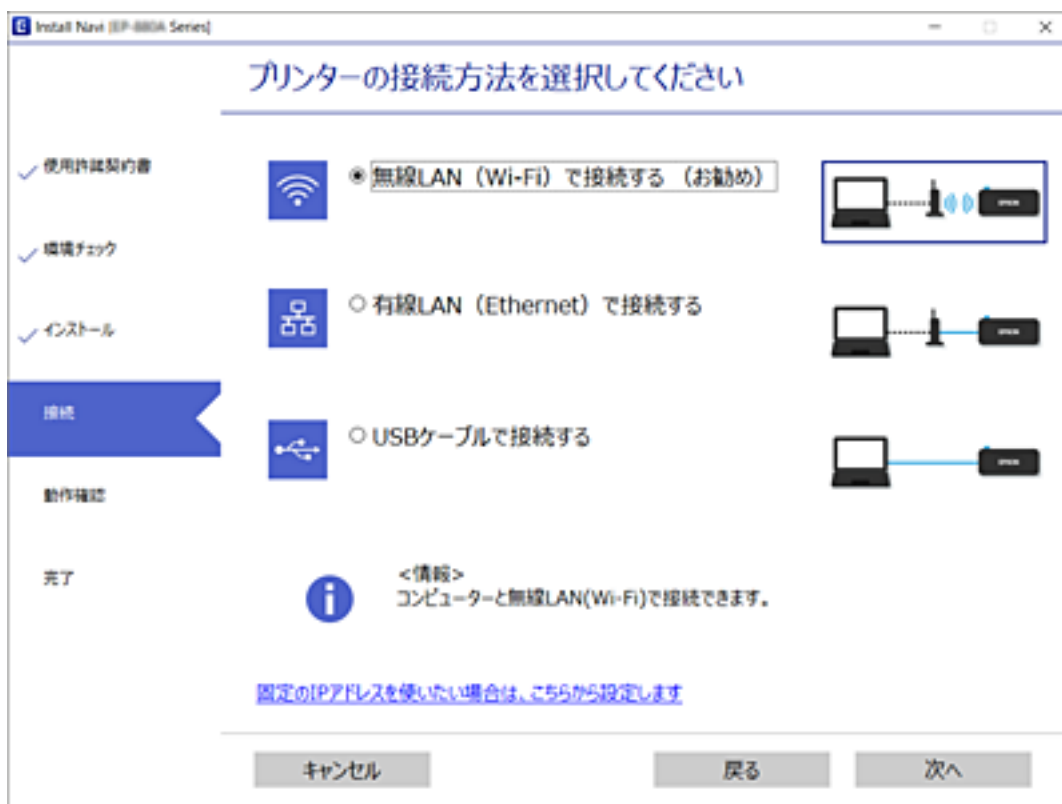 Install Navi [EP-880A Series]
プリンターの接続方法を選択してください
使用許諾契約書
環境チェック
インストール
接続
動作確認
完了
無線LAN（Wi-Fi）で接続する （お勧め）
EPSON
有線LAN（Ethernet）で接続する
EPSON
USBケーブルで接続する
EPSON
<情報>
コンピューターと無線LAN(Wi-Fi)で接続できます。
固定のIPアドレスを使いたい場合は、こちらから設定します
キャンセル
戻る
次へ